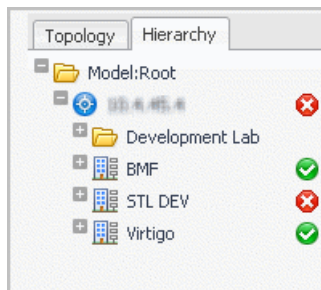 Topology Hierarchy
Model:Root
Development Lab
BMF
STL DEV
Virtigo